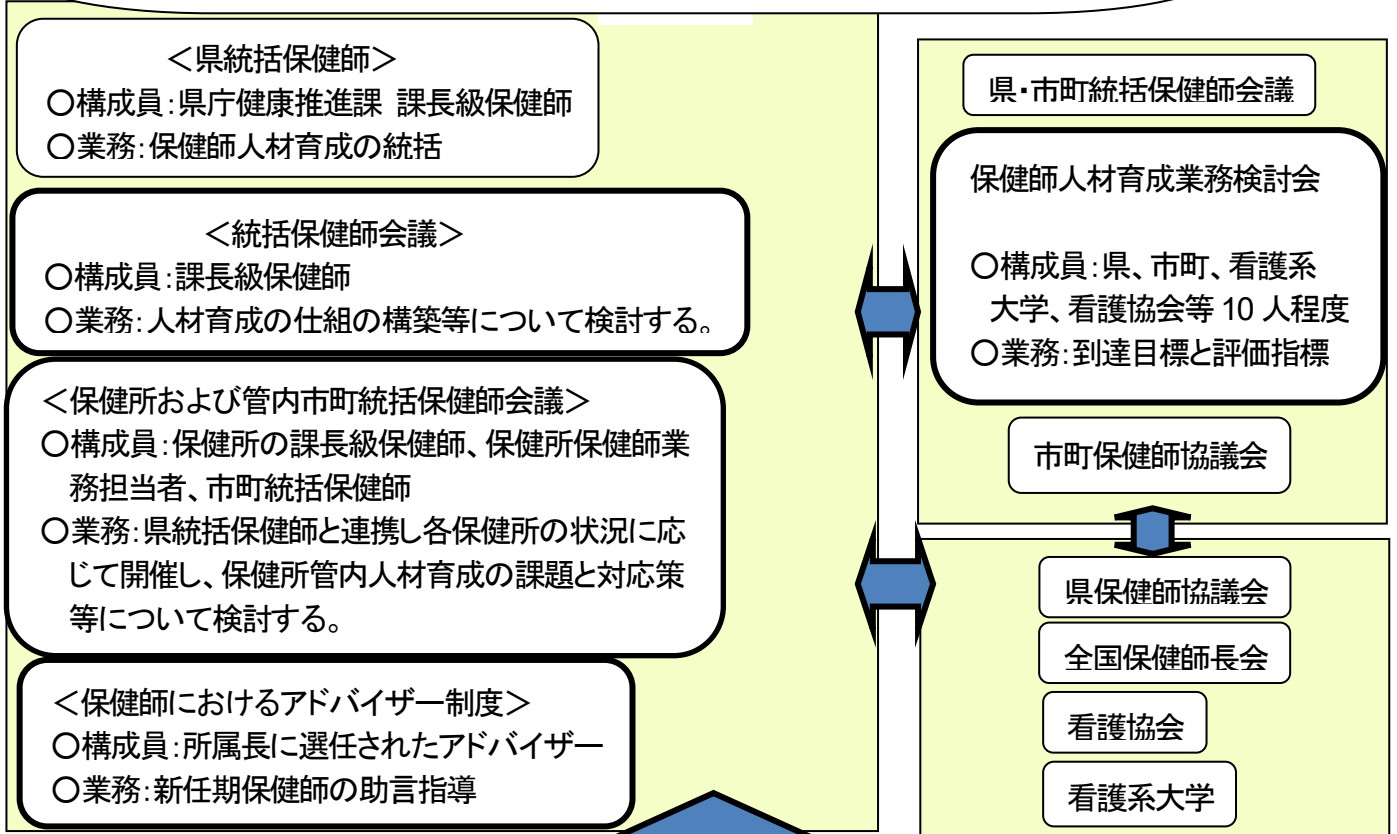 ＜県統括保健師＞
○構成員：県庁健康推進課 課長級保健師
○業務：保健師人材育成の統括
＜統括保健師会議＞
○構成員：課長級保健師
○業務：人材育成の仕組の構築等について検討する。
＜保健所および管内市町統括保健師会議＞
○構成員：保健所の課長級保健師、保健所保健師業
務担当者、市町統括保健師
○業務：県統括保健師と連携し各保健所の状況に応
じて開催し、保健所管内人材育成の課題と対応策
等について検討する。
＜保健師におけるアドバイザー制度＞
○構成員：所属長に選任されたアドバイザー
○業務：新任期保健師の助言指導
県・市町統括保健師会議
保健師人材育成業務検討会
○構成員：県、市町、看護系
大学、看護協会等 10 人程度
○業務：到達目標と評価指標
市町保健師協議会
県保健師協議会
全国保健師長会
看護協会
看護系大学